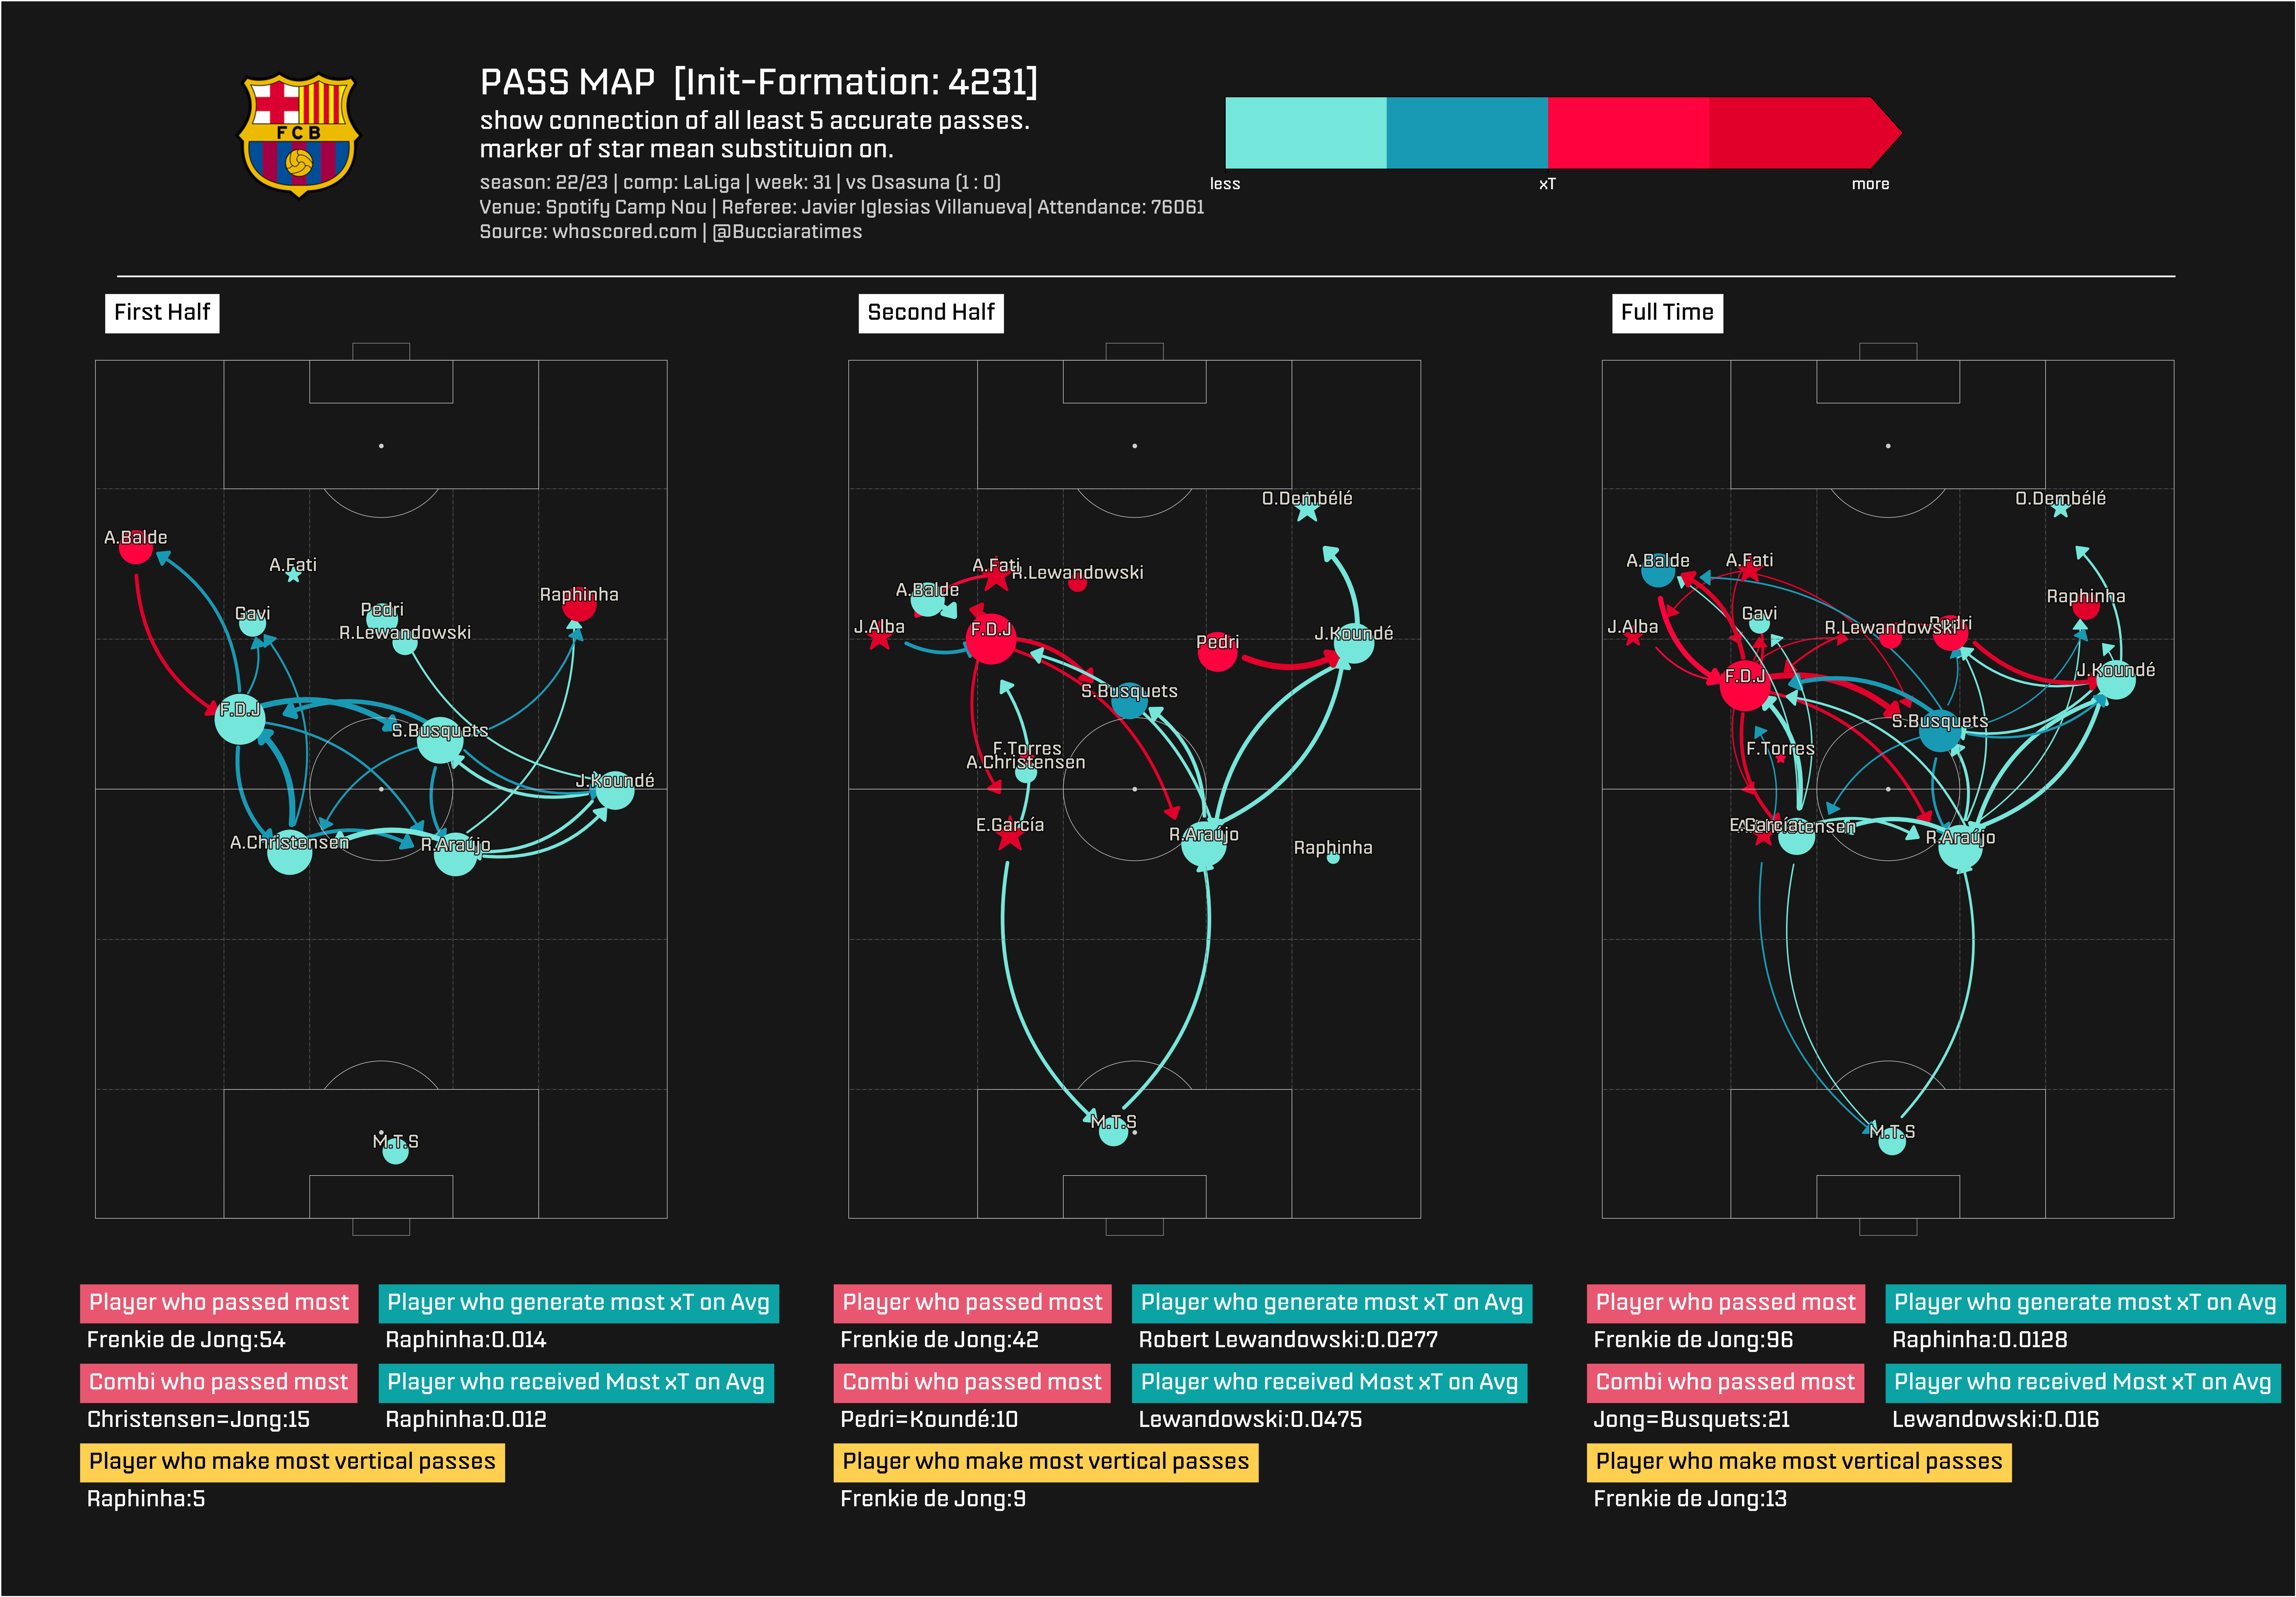 PASS MAP [Init-Formation: 4231]
show connection of all least 5 accurate passes.
marker of star mean substituion on.
season: 22/23 | comp: LaLiga | week: 31 | vs Osasuna (1 : 0)
Venue: Spotify Camp Nou | Referee: Javier Iglesias Villanueva| Attendance: 76061
Source: whoscored.com | @Bucciaratimes
FCB
less xT more
First Half
A.Balde
A.Fati
Raphinha
Gavi
Pedri
R.Lewandowski
F.D.J
S.Busquets
J.Koundé
A.Christensen
R.Araújo
M.T.S
Player who passed most
Frenkie de Jong:54
Player who generate most xT on Avg
Raphinha:0.014
Combi who passed most
Christensen=Jong:15
Player who received Most xT on Avg
Raphinha:0.012
Player who make most vertical passes
Raphinha:5
Second Half
O.Dembélé
A.Fati
R.Lewandowski
A.Balde
J.Alba
F.D.J
Pedri
J.Koundé
S.Busquets
F.Torres
A.Christensen
E.García
R.Araújo
Raphinha
M.T.S
Player who passed most
Frenkie de Jong:42
Player who generate most xT on Avg
Robert Lewandowski:0.0277
Combi who passed most
Pedri=Koundé:10
Player who received Most xT on Avg
Lewandowski:0.0475
Player who make most vertical passes
Frenkie de Jong:9
Full Time
O.Dembélé
A.Balde
A.Fati
Raphinha
Gavi
J.Alba
R.Lewandowski
Pedri
J.Koundé
F.D.J
S.Busquets
F.Torres
E.García
R.Araújo
M.T.S
Player who passed most
Frenkie de Jong:96
Player who generate most xT on Avg
Raphinha:0.0128
Combi who passed most
Jong=Busquets:21
Player who received Most xT on Avg
Lewandowski:0.016
Player who make most vertical passes
Frenkie de Jong:13